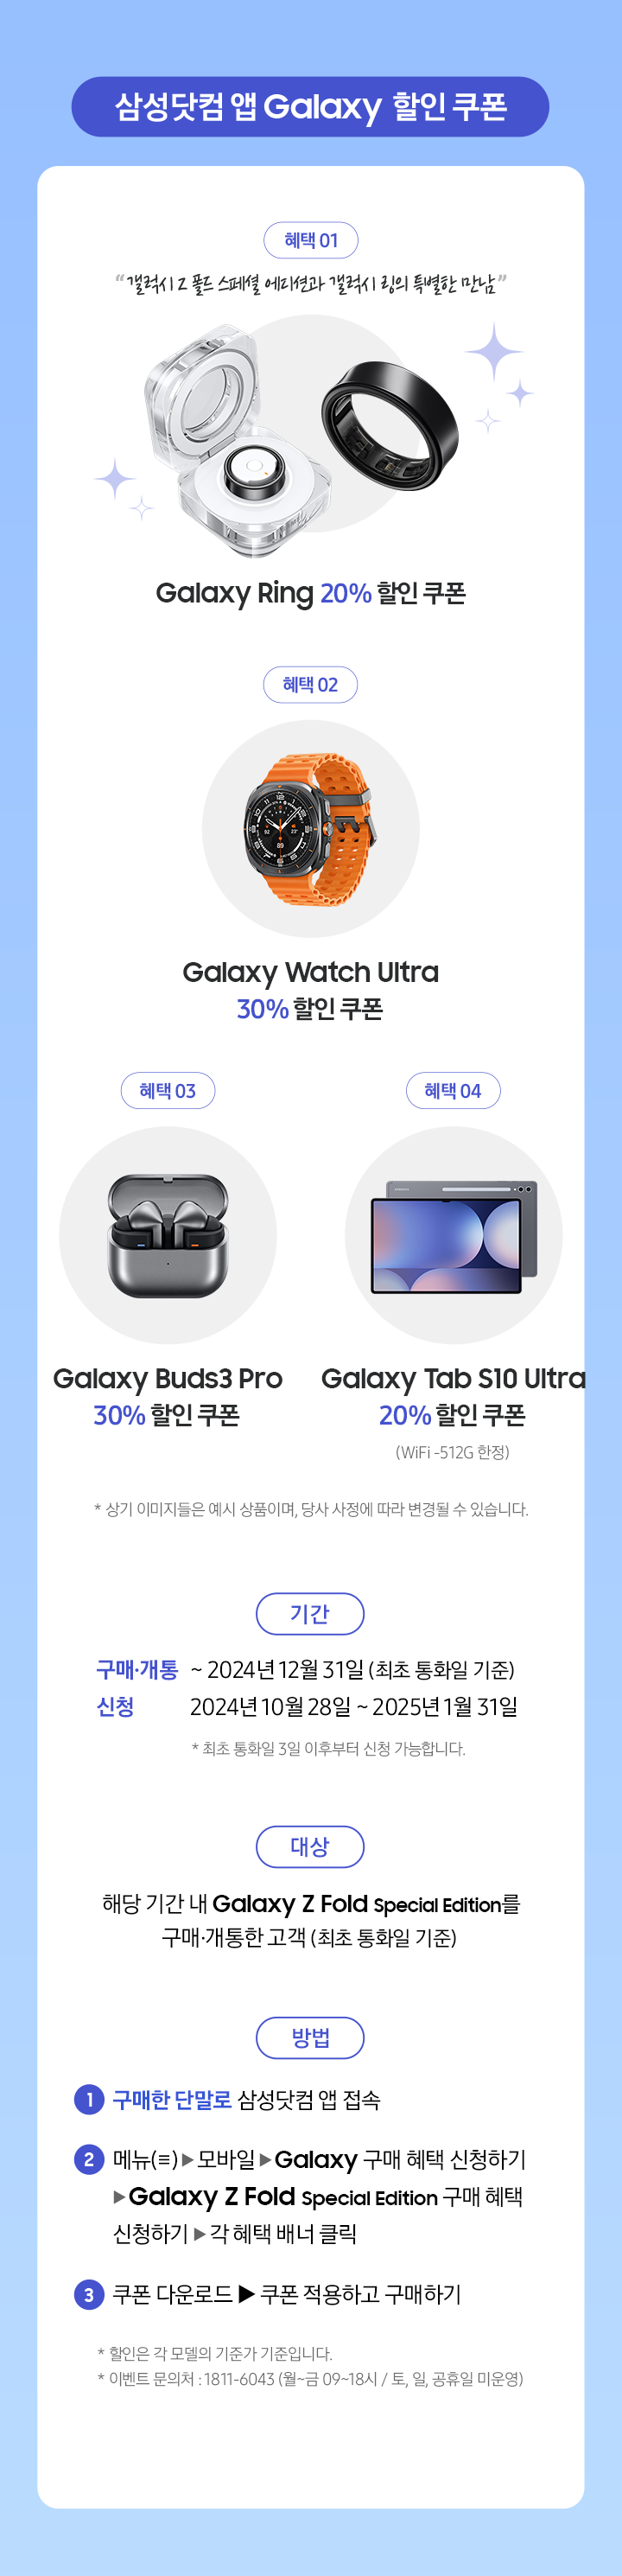 삼성닷컴 앱 Galaxy 할인 쿠폰
혜택 01
“갤럭시 Z 폴드 스페셜 에디션과 갤럭시 링의 특별한 만남”
Galaxy Ring 20% 할인 쿠폰
혜택 02
Galaxy Watch Ultra
30% 할인 쿠폰
혜택 03
Galaxy Buds3 Pro
30% 할인 쿠폰
혜택 04
Galaxy Tab S10 Ultra
20% 할인 쿠폰
(WiFi -512G 한정)
* 상기 이미지들은 예시 상품이며, 당사 사정에 따라 변경될 수 있습니다.
기간
구매·개통 ~ 2024년 12월 31일 (최초 통화일 기준)
신청 2024년 10월 28일 ~ 2025년 1월 31일
* 최초 통화일 3일 이후부터 신청 가능합니다.
대상
해당 기간 내 Galaxy Z Fold Special Edition를
구매·개통한 고객 (최초 통화일 기준)
방법
1 구매한 단말로 삼성닷컴 앱 접속
2 메뉴(≡) ▶ 모바일 ▶ Galaxy 구매 혜택 신청하기
▶ Galaxy Z Fold Special Edition 구매 혜택
신청하기 ▶ 각 혜택 배너 클릭
3 쿠폰 다운로드 ▶ 쿠폰 적용하고 구매하기
* 할인은 각 모델의 기준가 기준입니다.
* 이벤트 문의처 : 1811-6043 (월~금 09~18시 / 토, 일, 공휴일 미운영)